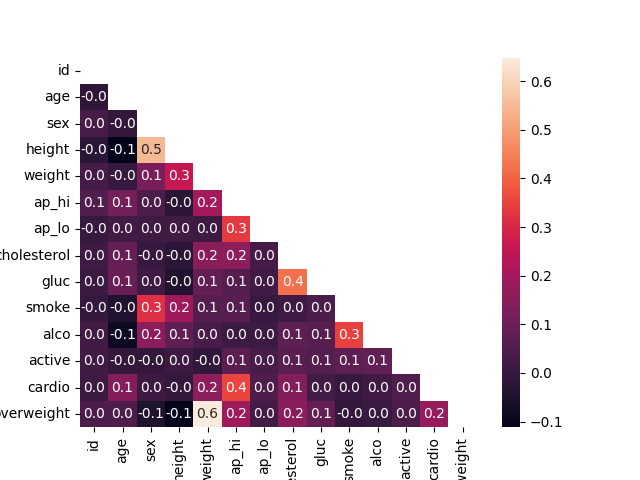 id
age -0.0
sex 0.0 -0.0
height -0.0 -0.1 0.5
weight 0.0 -0.0 0.1 0.3
ap_hi 0.1 0.1 0.0 -0.0 0.2
ap_lo -0.0 0.0 0.0 0.0 0.0 0.3
cholesterol 0.0 0.1 -0.0 -0.0 0.2 0.2 0.0
gluc 0.0 0.1 0.0 -0.0 0.1 0.1 0.0 0.4
smoke -0.0 -0.0 0.3 0.2 0.1 0.1 0.0 0.0 0.0
alco 0.0 -0.1 0.2 0.1 0.1 0.0 0.0 0.1 0.1 0.3
active 0.0 -0.0 -0.0 0.0 -0.0 0.1 0.0 0.1 0.1 0.1 0.1
cardio 0.0 0.1 0.0 -0.0 0.2 0.4 0.0 0.1 0.0 0.0 0.0 0.0
overweight 0.0 0.0 -0.1 -0.1 0.6 0.2 0.0 0.2 0.1 -0.0 0.0 0.0 0.2
id age sex height weight ap_hi ap_lo esterol gluc smoke alco active cardio weight
0.6
0.5
0.4
0.3
0.2
0.1
0.0
−0.1